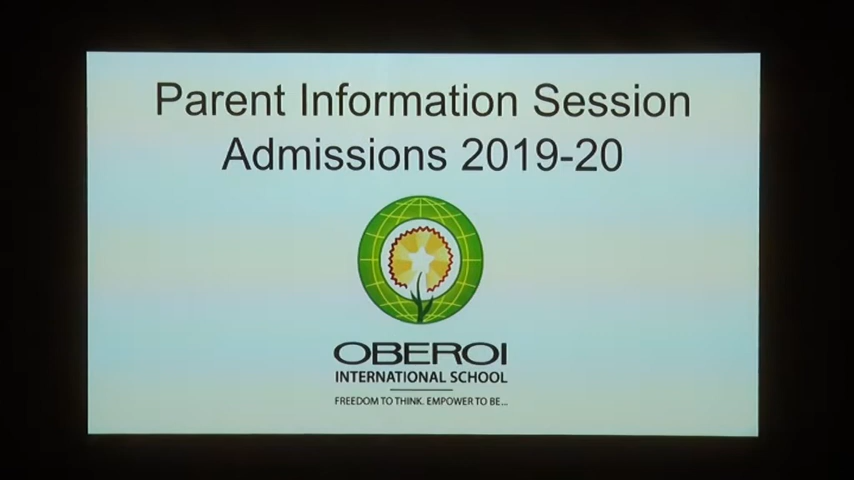 Parent Information Session
Admissions 2019-20
OBEROI
INTERNATIONAL SCHOOL
FREEDOM TO THINK. EMPOWER TO BE...